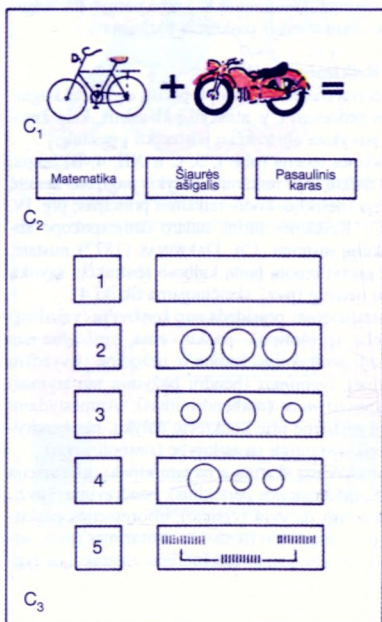 + =
C1
Matematika
Šiaurės ašigalis
Pasaulinis karas
C2
1
2
3
4
5
C3